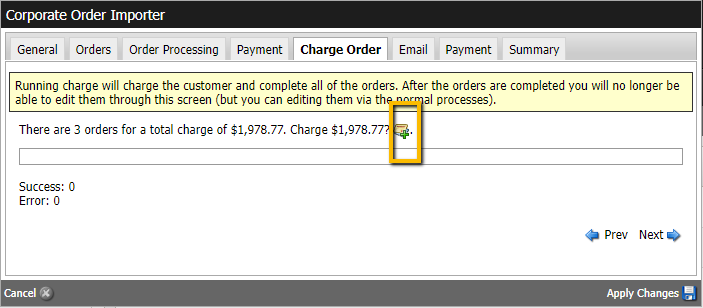 Corporate Order Importer
General Orders Order Processing Payment Charge Order Email Payment Summary
Running charge will charge the customer and complete all of the orders. After the orders are completed you will no longer be
able to edit them through this screen (but you can editing them via the normal processes).
There are 3 orders for a total charge of $1,978.77. Charge $1,978.77? .
Success: 0
Error: 0
Prev Next
Cancel Apply Changes